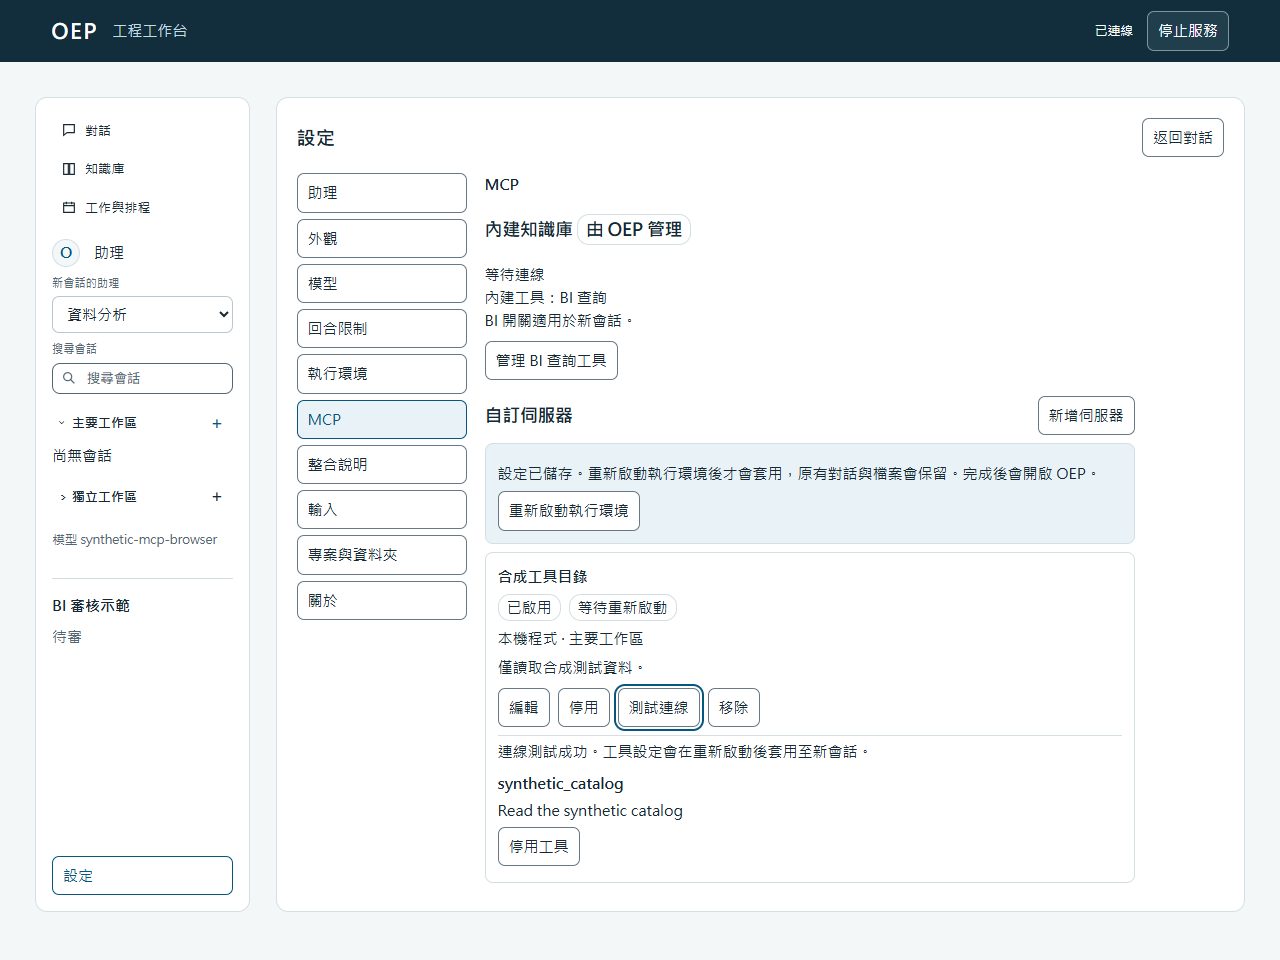 OEP 工程工作台
已連線
停止服務
對話
知識庫
工作與排程
O 助理
新會話的助理
資料分析
搜尋會話
搜尋會話
主要工作區 +
尚無會話
獨立工作區 +
模型 synthetic-mcp-browser
BI 審核示範
待審
設定
設定
返回對話
助理
外觀
模型
回合限制
執行環境
MCP
整合說明
輸入
專案與資料夾
關於
MCP
內建知識庫 由 OEP 管理
等待連線
內建工具：BI 查詢
BI 開關適用於新會話。
管理 BI 查詢工具
自訂伺服器
新增伺服器
設定已儲存。重新啟動執行環境後才會套用，原有對話與檔案會保留。完成後會開啟 OEP。
重新啟動執行環境
合成工具目錄
已啟用 等待重新啟動
本機程式 · 主要工作區
僅讀取合成測試資料。
編輯 停用 測試連線 移除
連線測試成功。工具設定會在重新啟動後套用至新會話。
synthetic_catalog
Read the synthetic catalog
停用工具